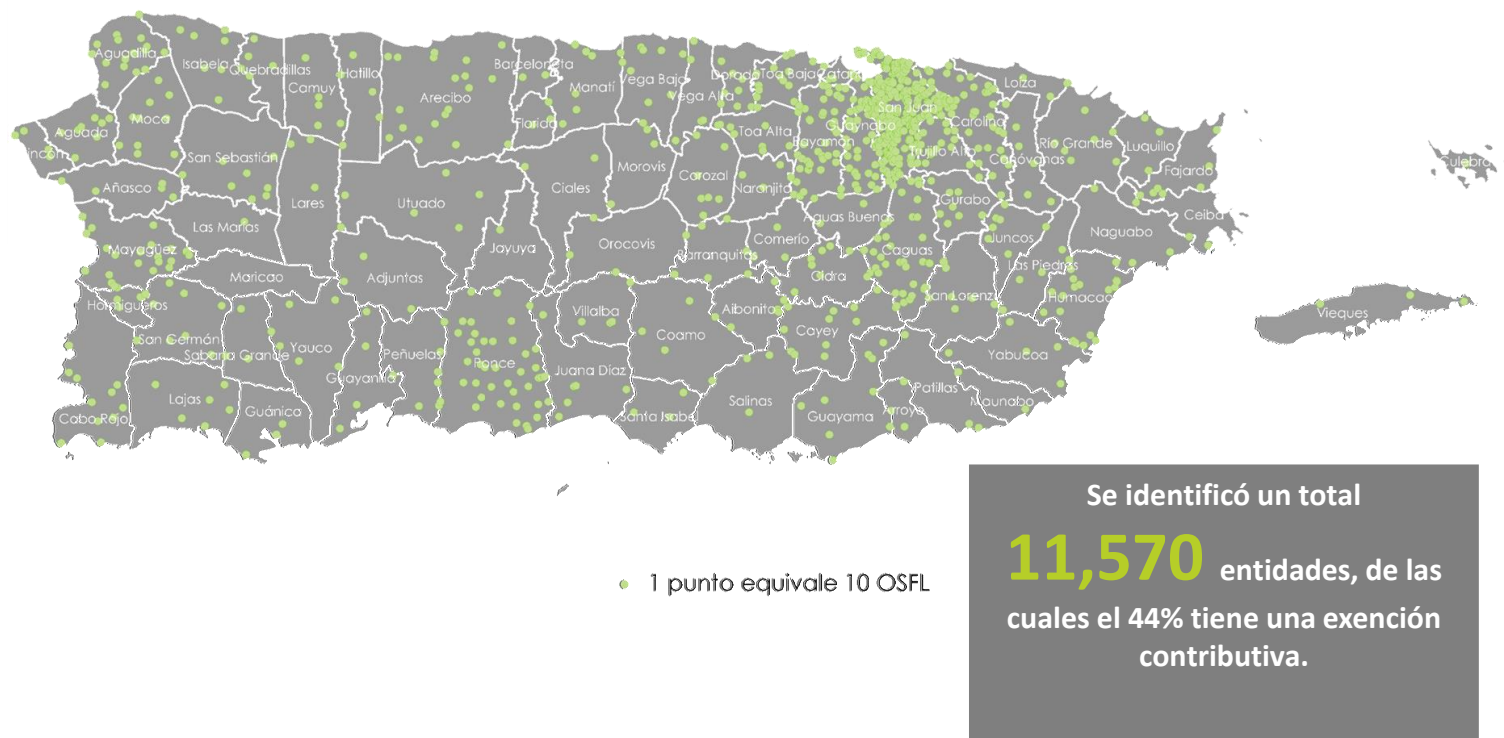 Aguadilla
Isabela
Quebradillas
Camuy
Hatillo
Arecibo
Barceloneta
Manatí
Vega Baja
Vega Alta
Dorado
Toa Baja
Cataño
San Juan
Loiza
Moca
Aguada
Rincón
Florida
Toa Alta
Bayamón
Guaynabo
Carolina
Trujillo Alto
Canóvanas
Río Grande
Luquillo
Fajardo
Culebra
San Sebastián
Añasco
Las Marías
Lares
Utuado
Ciales
Morovis
Corozal
Naranjito
Aguas Buenas
Gurabo
Ceiba
Naguabo
Mayagüez
Maricao
Adjuntas
Jayuya
Orocovis
Barranquitas
Comerío
Cidra
Caguas
Juncos
Las Piedras
Humacao
San Lorenzo
Hormigueros
San Germán
Sabana Grande
Yauco
Guayanilla
Peñuelas
Ponce
Villalba
Juana Díaz
Coamo
Aibonito
Cayey
Yabucoa
Vieques
Cabo Rojo
Lajas
Guánica
Santa Isabe
Salinas
Guayama
Arroyo
Patillas
Maunabo
1 punto equivale 10 OSFL
Se identificó un total
11,570 entidades, de las
cuales el 44% tiene una exención
contributiva.